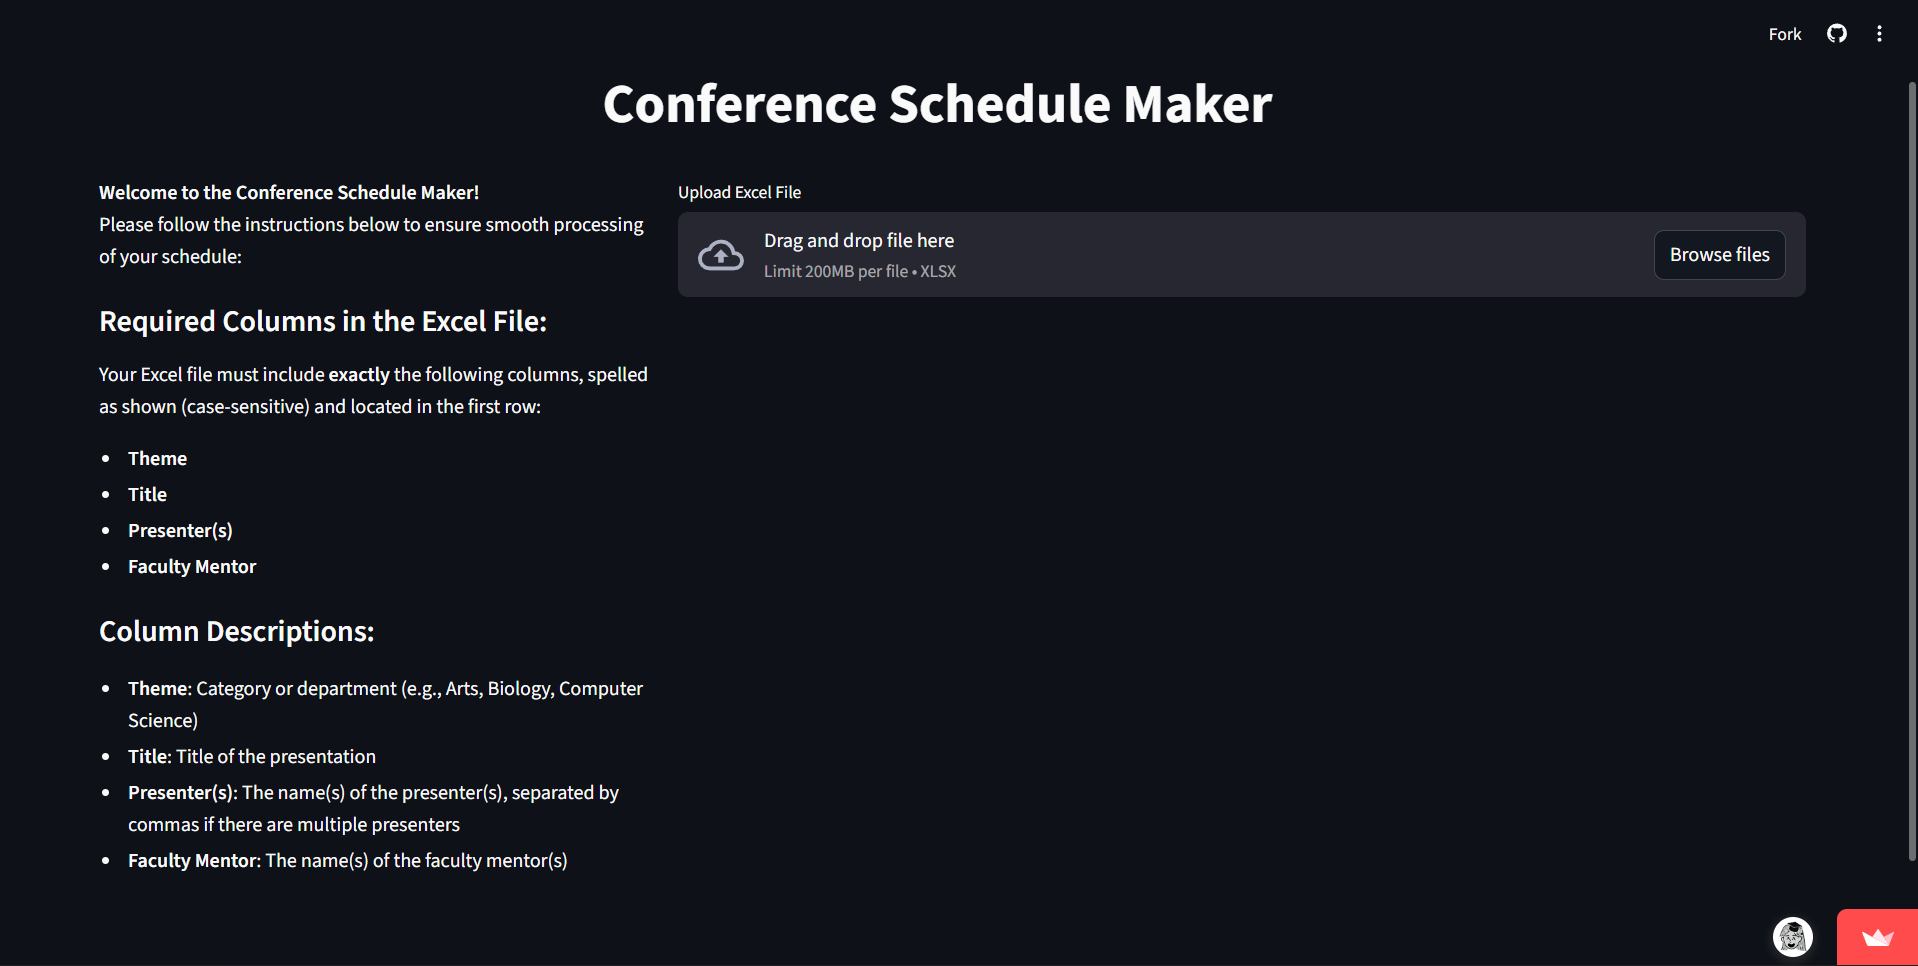 Fork
Conference Schedule Maker
Welcome to the Conference Schedule Maker!
Please follow the instructions below to ensure smooth processing
of your schedule:
Required Columns in the Excel File:
Your Excel file must include exactly the following columns, spelled
as shown (case-sensitive) and located in the first row:
• Theme
• Title
• Presenter(s)
• Faculty Mentor
Column Descriptions:
• Theme: Category or department (e.g., Arts, Biology, Computer
Science)
• Title: Title of the presentation
• Presenter(s): The name(s) of the presenter(s), separated by
commas if there are multiple presenters
• Faculty Mentor: The name(s) of the faculty mentor(s)
Upload Excel File
Drag and drop file here
Limit 200MB per file • XLSX
Browse files